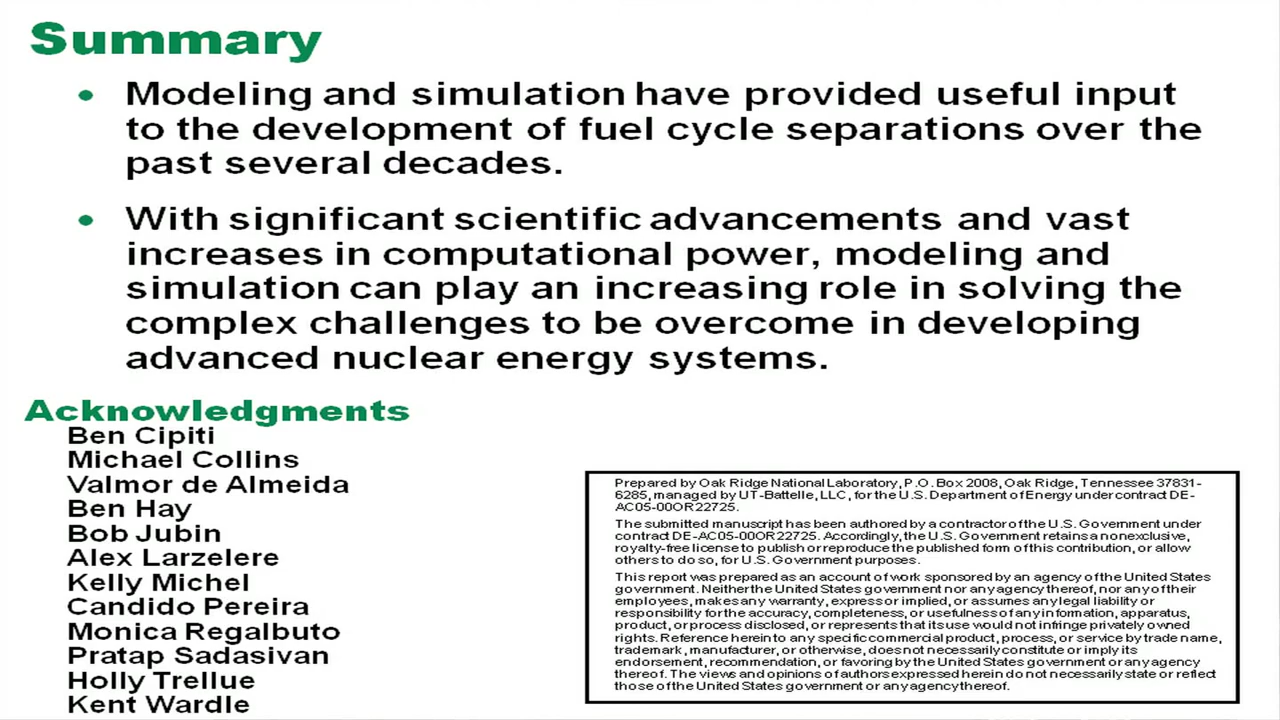 Summary
• Modeling and simulation have provided useful input
to the development of fuel cycle separations over the
past several decades.
• With significant scientific advancements and vast
increases in computational power, modeling and
simulation can play an increasing role in solving the
complex challenges to be overcome in developing
advanced nuclear energy systems.
Acknowledgments
Ben Cipiti
Michael Collins
Valmor de Almeida
Ben Hay
Bob Jubin
Alex Larzelere
Kelly Michel
Candido Pereira
Monica Regalbuto
Pratap Sadasivan
Holly Trellue
Kent Wardle
Prepared by Oak Ridge National Laboratory, P.O. Box 2008, Oak Ridge, Tennessee 37831-
6285, managed by UT-Battelle, LLC, for the U.S. Department of Energy under contract DE-
AC05-00OR22725.
The submitted manuscript has been authored by a contractor of the U.S. Government under
contract DE-AC05-00OR22725. Accordingly, the U.S. Government retains a nonexclusive,
royalty-free license to publish or reproduce the published form of this contribution, or allow
others to do so, for U.S. Government purposes.
This report was prepared as an account of work sponsored by an agency of the United States
government. Neither the United States government nor any agency thereof, nor any of their
employees, makes any warranty, express or implied, or assumes any legal liability or
responsibility for the accuracy, completeness, or usefulness of any information, apparatus,
product, or process disclosed, or represents that its use would not infringe privately owned
rights. Reference herein to any specific commercial product, process, or service by trade name,
trademark, manufacturer, or otherwise, does not necessarily constitute or imply its
endorsement, recommendation, or favoring by the United States government or any agency
thereof. The views and opinions of authors expressed herein do not necessarily state or reflect
those of the United States government or any agency thereof.